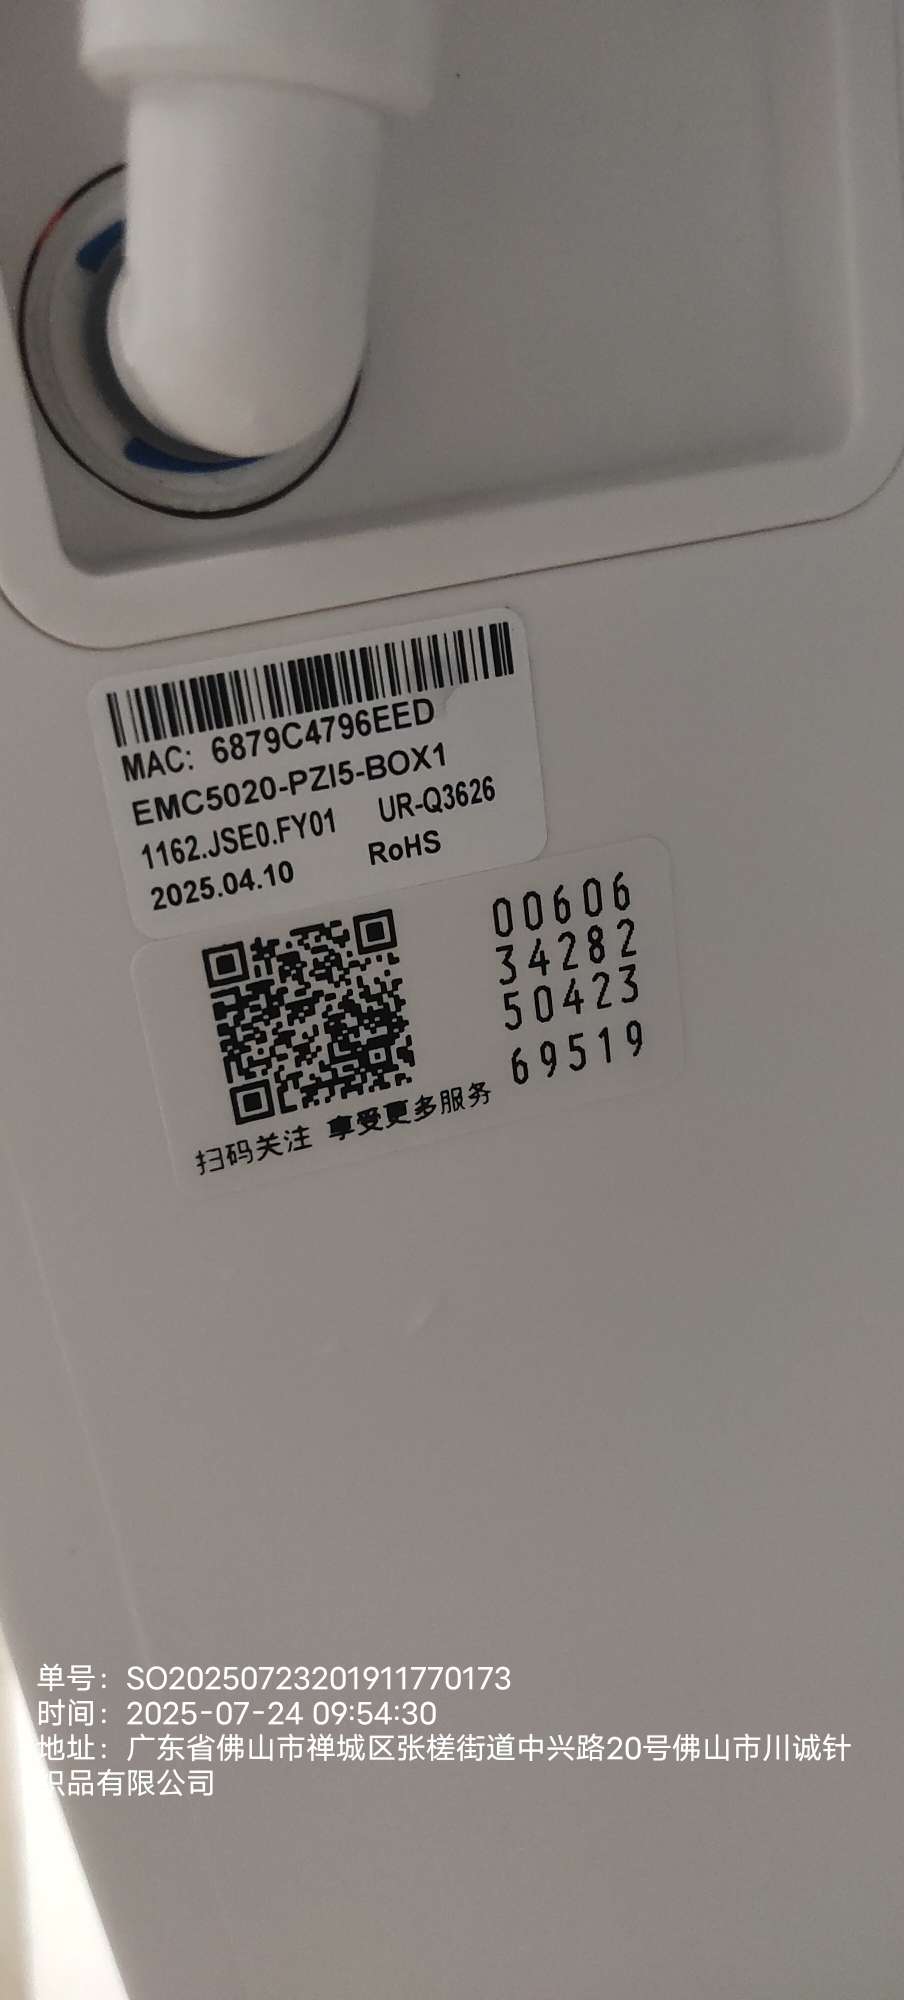 MAC: 6879C4796EED
EMC5020-PZI5-BOX1
1162.JSE0.FY01 UR-Q3626
2025.04.10 RoHS
00606
34282
50423
69519
扫码关注 享受更多服务
单号：SO20250723201911770173
时间：2025-07-24 09:54:30
地址：广东省佛山市禅城区张槎街道中兴路20号佛山市川诚针
织品有限公司